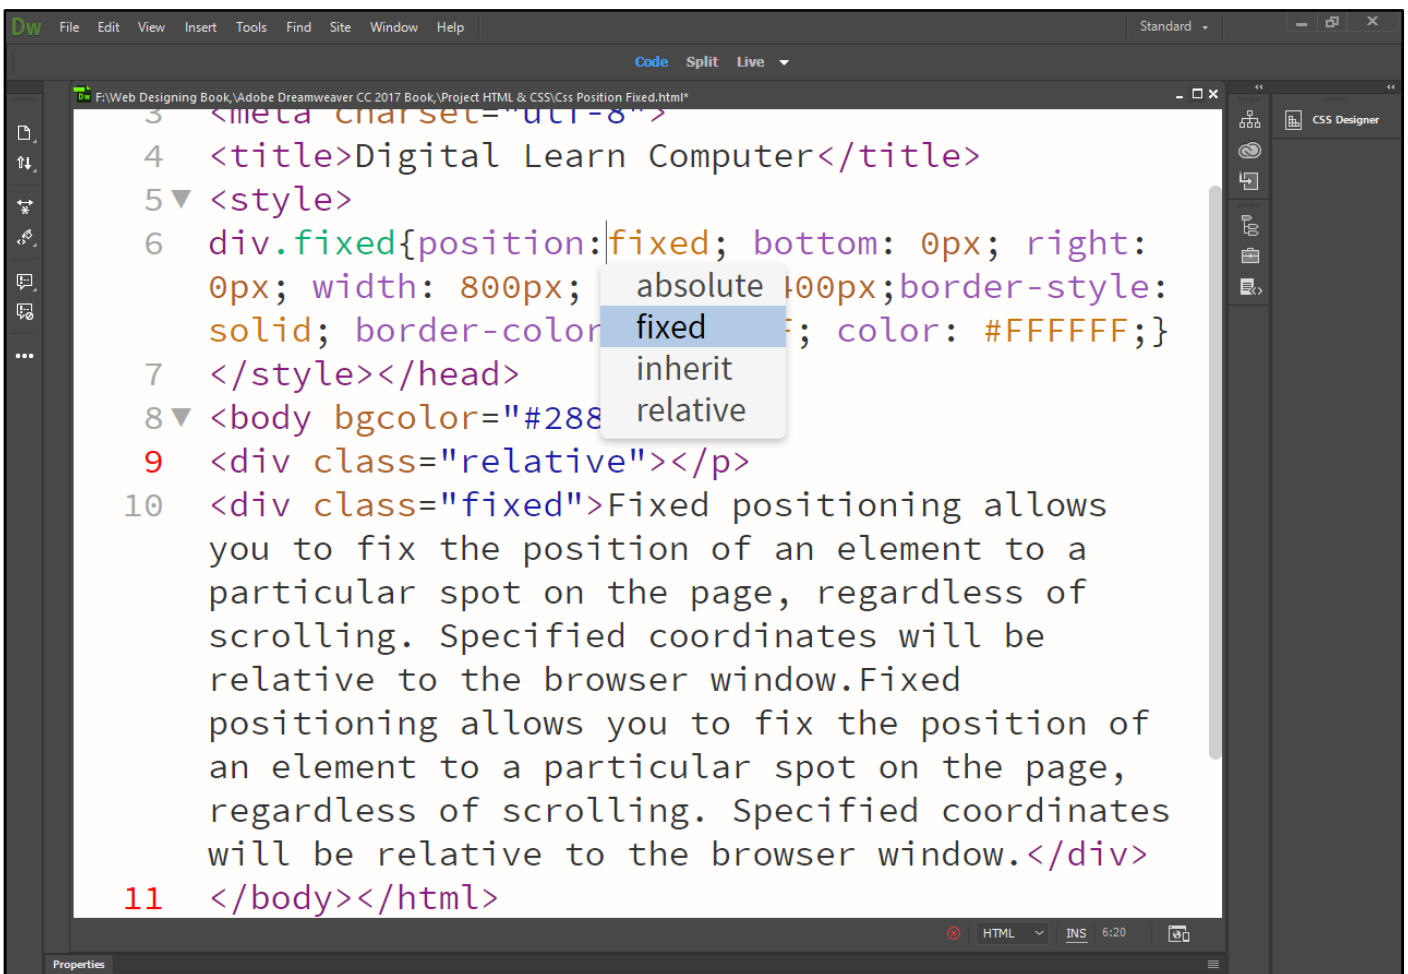 Dw File Edit View Insert Tools Find Site Window Help Standard
Code Split Live
F:\Web Designing Book,\Adobe Dreamweaver CC 2017 Book,\Project HTML & CSS\Css Position Fixed.html*
CSS Designer
3 <meta charset="utf-8">
4 <title>Digital Learn Computer</title>
5 <style>
6 div.fixed{position:fixed; bottom: 0px; right:
0px; width: 800px; 400px;border-style:
solid; border-color F; color: #FFFFFF;}
absolute
fixed
inherit
relative
7 </style></head>
8 <body bgcolor="#288
9 <div class="relative"></p>
10 <div class="fixed">Fixed positioning allows
you to fix the position of an element to a
particular spot on the page, regardless of
scrolling. Specified coordinates will be
relative to the browser window.Fixed
positioning allows you to fix the position of
an element to a particular spot on the page,
regardless of scrolling. Specified coordinates
will be relative to the browser window.</div>
11 </body></html>
HTML INS 6:20
Properties